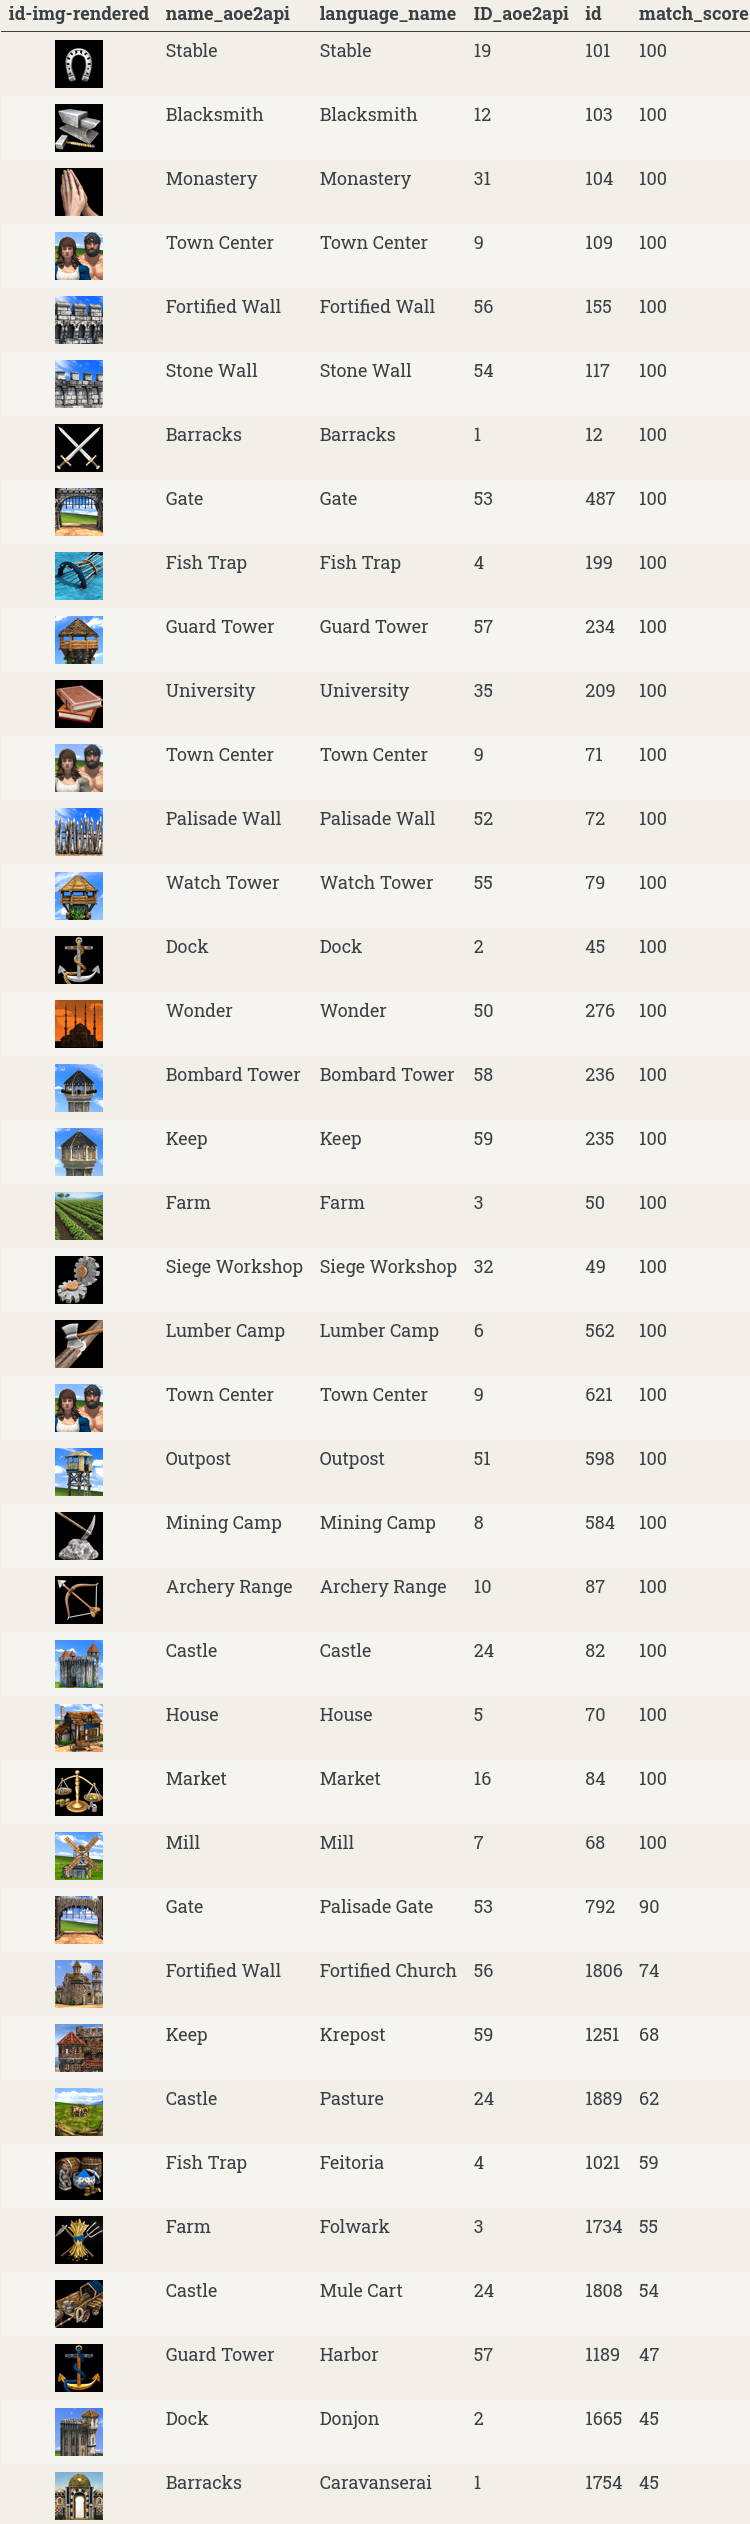 id-img-rendered name_aoe2api language_name ID_aoe2api id match_score
Stable Stable 19 101 100
Blacksmith Blacksmith 12 103 100
Monastery Monastery 31 104 100
Town Center Town Center 9 109 100
Fortified Wall Fortified Wall 56 155 100
Stone Wall Stone Wall 54 117 100
Barracks Barracks 1 12 100
Gate Gate 53 487 100
Fish Trap Fish Trap 4 199 100
Guard Tower Guard Tower 57 234 100
University University 35 209 100
Town Center Town Center 9 71 100
Palisade Wall Palisade Wall 52 72 100
Watch Tower Watch Tower 55 79 100
Dock Dock 2 45 100
Wonder Wonder 50 276 100
Bombard Tower Bombard Tower 58 236 100
Keep Keep 59 235 100
Farm Farm 3 50 100
Siege Workshop Siege Workshop 32 49 100
Lumber Camp Lumber Camp 6 562 100
Town Center Town Center 9 621 100
Outpost Outpost 51 598 100
Mining Camp Mining Camp 8 584 100
Archery Range Archery Range 10 87 100
Castle Castle 24 82 100
House House 5 70 100
Market Market 16 84 100
Mill Mill 7 68 100
Gate Palisade Gate 53 792 90
Fortified Wall Fortified Church 56 1806 74
Keep Krepost 59 1251 68
Castle Pasture 24 1889 62
Fish Trap Feitoria 4 1021 59
Farm Folwark 3 1734 55
Castle Mule Cart 24 1808 54
Guard Tower Harbor 57 1189 47
Dock Donjon 2 1665 45
Barracks Caravanserai 1 1754 45